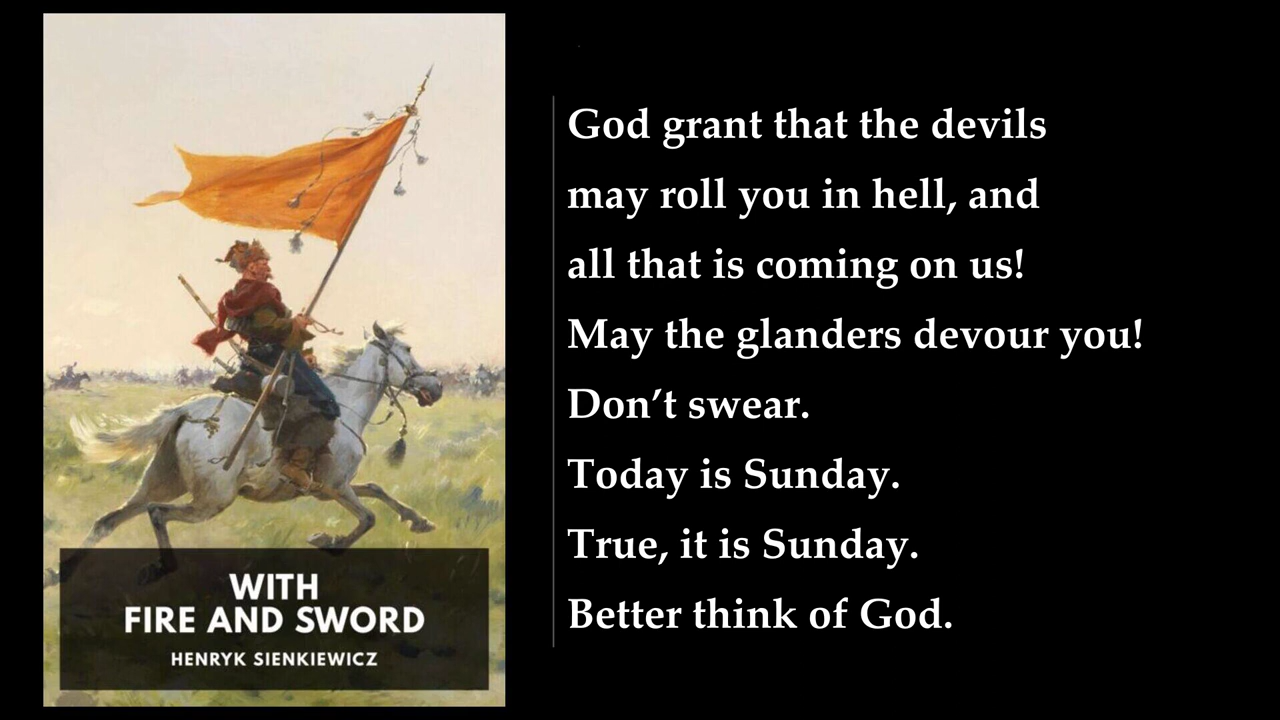 WITH
FIRE AND SWORD
HENRYK SIENKIEWICZ
God grant that the devils
may roll you in hell, and
all that is coming on us!
May the glanders devour you!
Don’t swear.
Today is Sunday.
True, it is Sunday.
Better think of God.